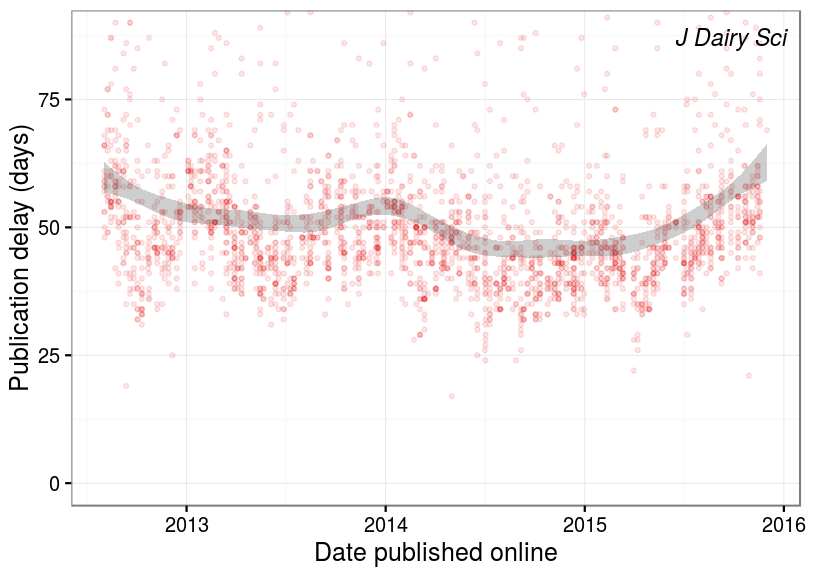 J Dairy Sci
Publication delay (days)
75
50
25
0
2013
2014
2015
2016
Date published online